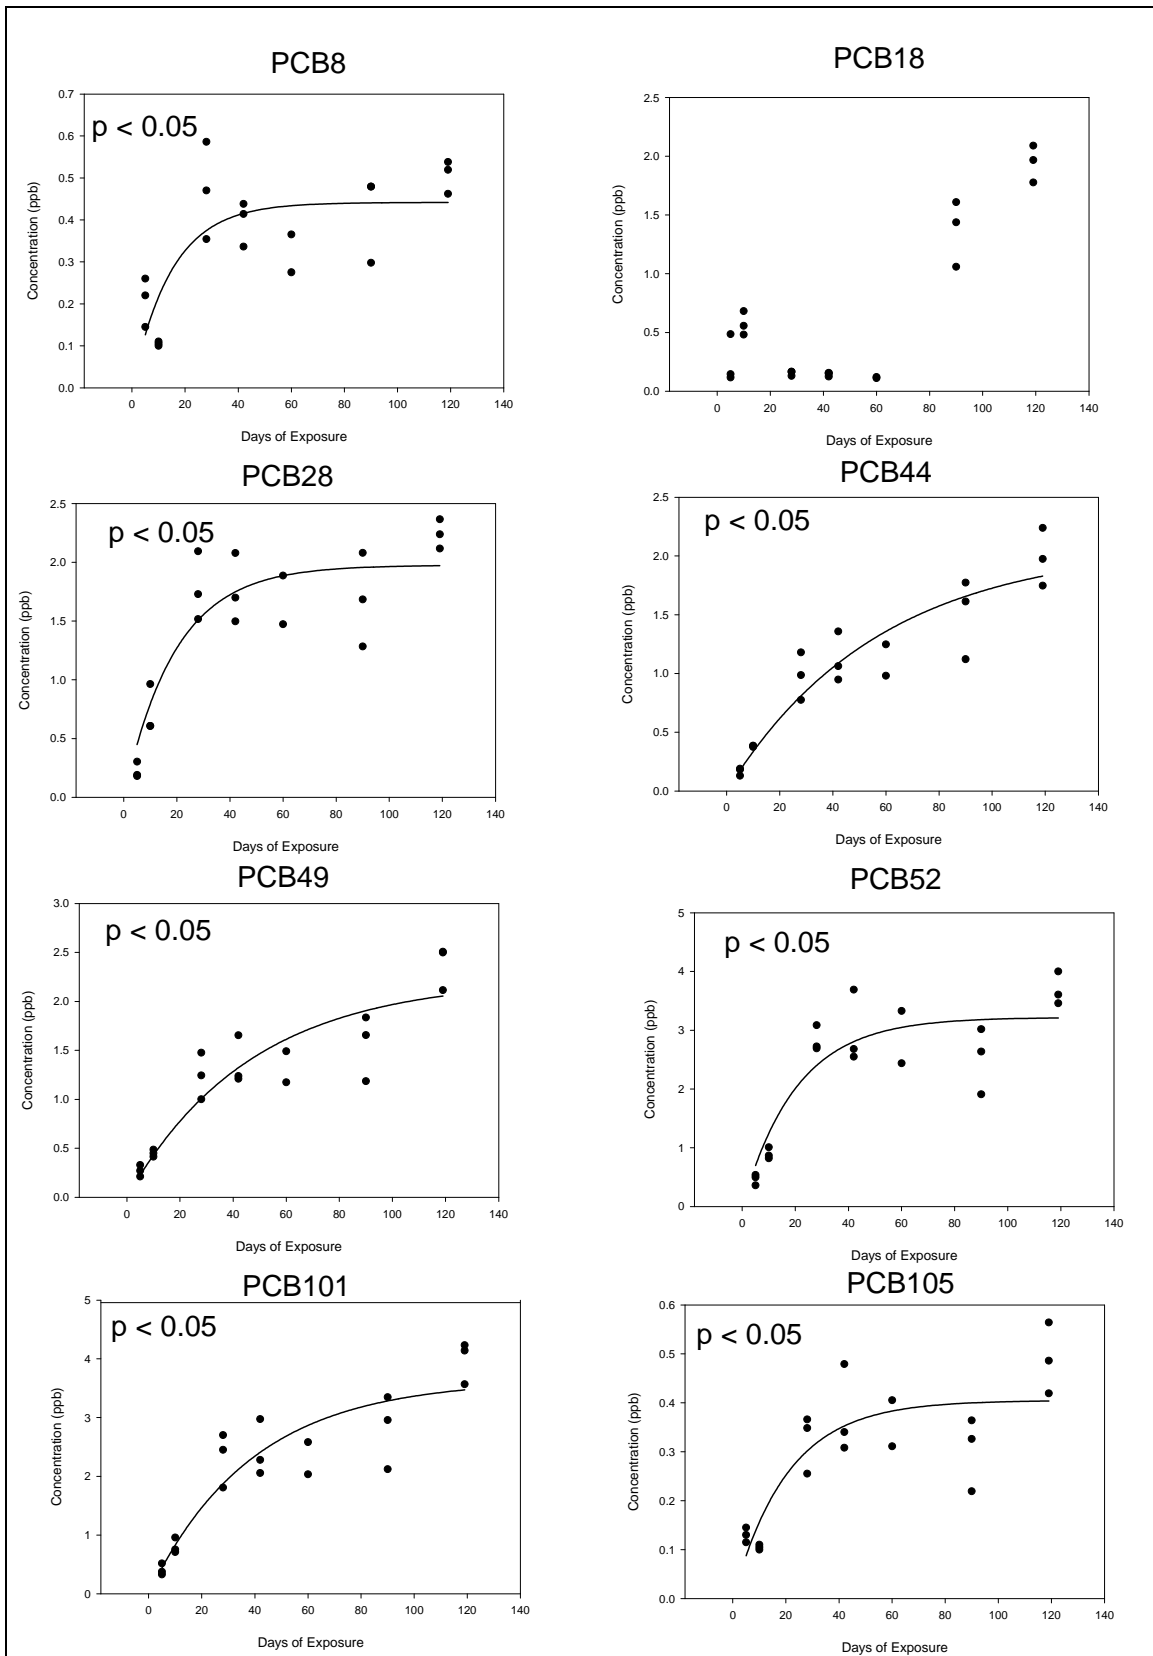 PCB8
p < 0.05
Concentration (ppb)
0.7
0.6
0.5
0.4
0.3
0.2
0.1
0.0
0 20 40 60 80 100 120 140
Days of Exposure
PCB18
Concentration (ppb)
2.5
2.0
1.5
1.0
0.5
0.0
0 20 40 60 80 100 120 140
Days of Exposure
PCB28
p < 0.05
Concentration (ppb)
2.5
2.0
1.5
1.0
0.5
0.0
0 20 40 60 80 100 120 140
Days of Exposure
PCB44
p < 0.05
Concentration (ppb)
2.5
2.0
1.5
1.0
0.5
0.0
0 20 40 60 80 100 120 140
Days of Exposure
PCB49
p < 0.05
Concentration (ppb)
3.0
2.5
2.0
1.5
1.0
0.5
0.0
0 20 40 60 80 100 120 140
Days of Exposure
PCB52
p < 0.05
Concentration (ppb)
5
4
3
2
1
0
0 20 40 60 80 100 120 140
Days of Exposure
PCB101
p < 0.05
Concentration (ppb)
5
4
3
2
1
0
0 20 40 60 80 100 120 140
Days of Exposure
PCB105
p < 0.05
Concentration (ppb)
0.6
0.5
0.4
0.3
0.2
0.1
0.0
0 20 40 60 80 100 120 140
Days of Exposure